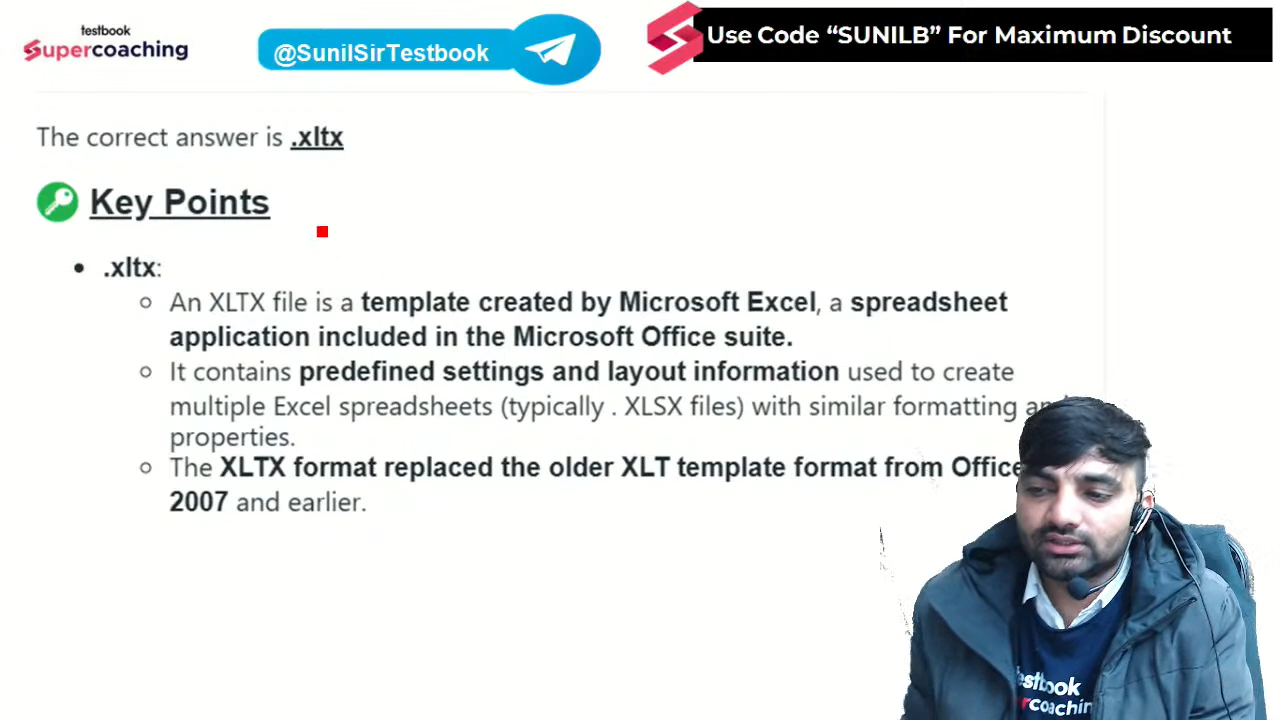 testbook
Supercoaching
@SunilSirTestbook
Use Code “SUNILB” For Maximum Discount
The correct answer is .xltx
Key Points
.xltx:
An XLTX file is a template created by Microsoft Excel, a spreadsheet
application included in the Microsoft Office suite.
It contains predefined settings and layout information used to create
multiple Excel spreadsheets (typically . XLSX files) with similar formatting and
properties.
The XLTX format replaced the older XLT template format from Office
2007 and earlier.
testbook
percoaching